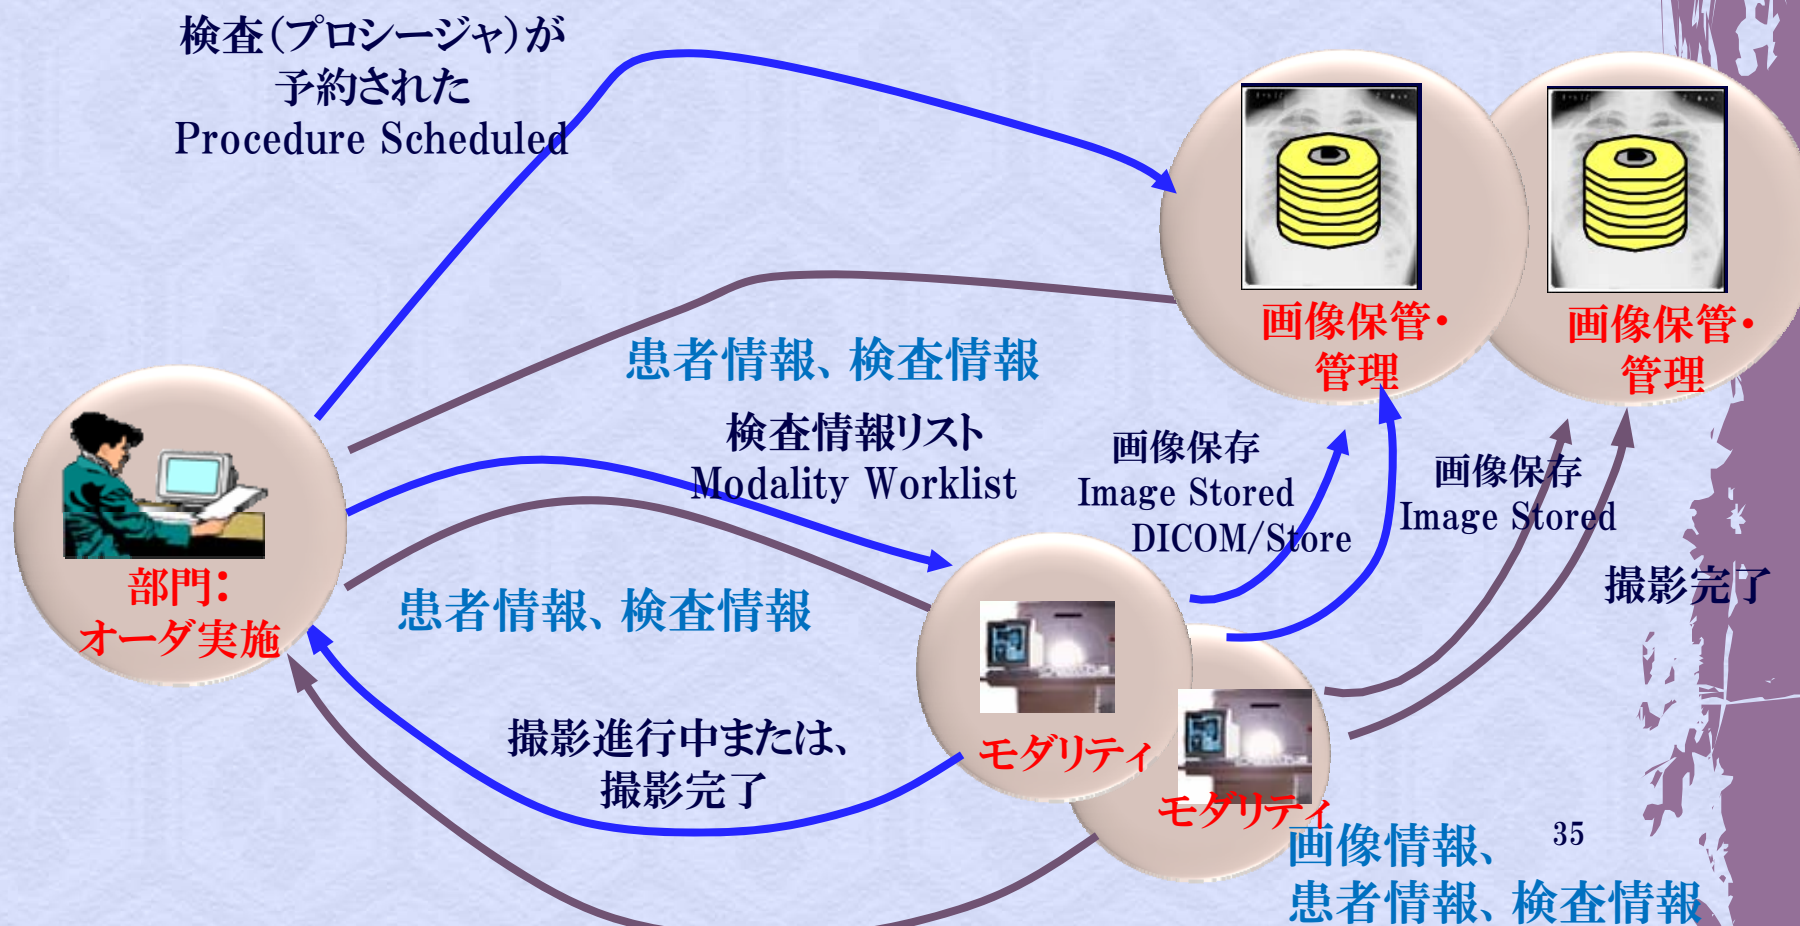 検査（プロシージャ）が
予約された
Procedure Scheduled
画像保管・
管理
画像保管・
管理
患者情報、検査情報
検査情報リスト
Modality Worklist
画像保存
Image Stored
DICOM/Store
画像保存
Image Stored
撮影完了
部門：
オーダ実施
患者情報、検査情報
撮影進行中または、
撮影完了
モダリティ
モダリティ
画像情報、
患者情報、検査情報
35